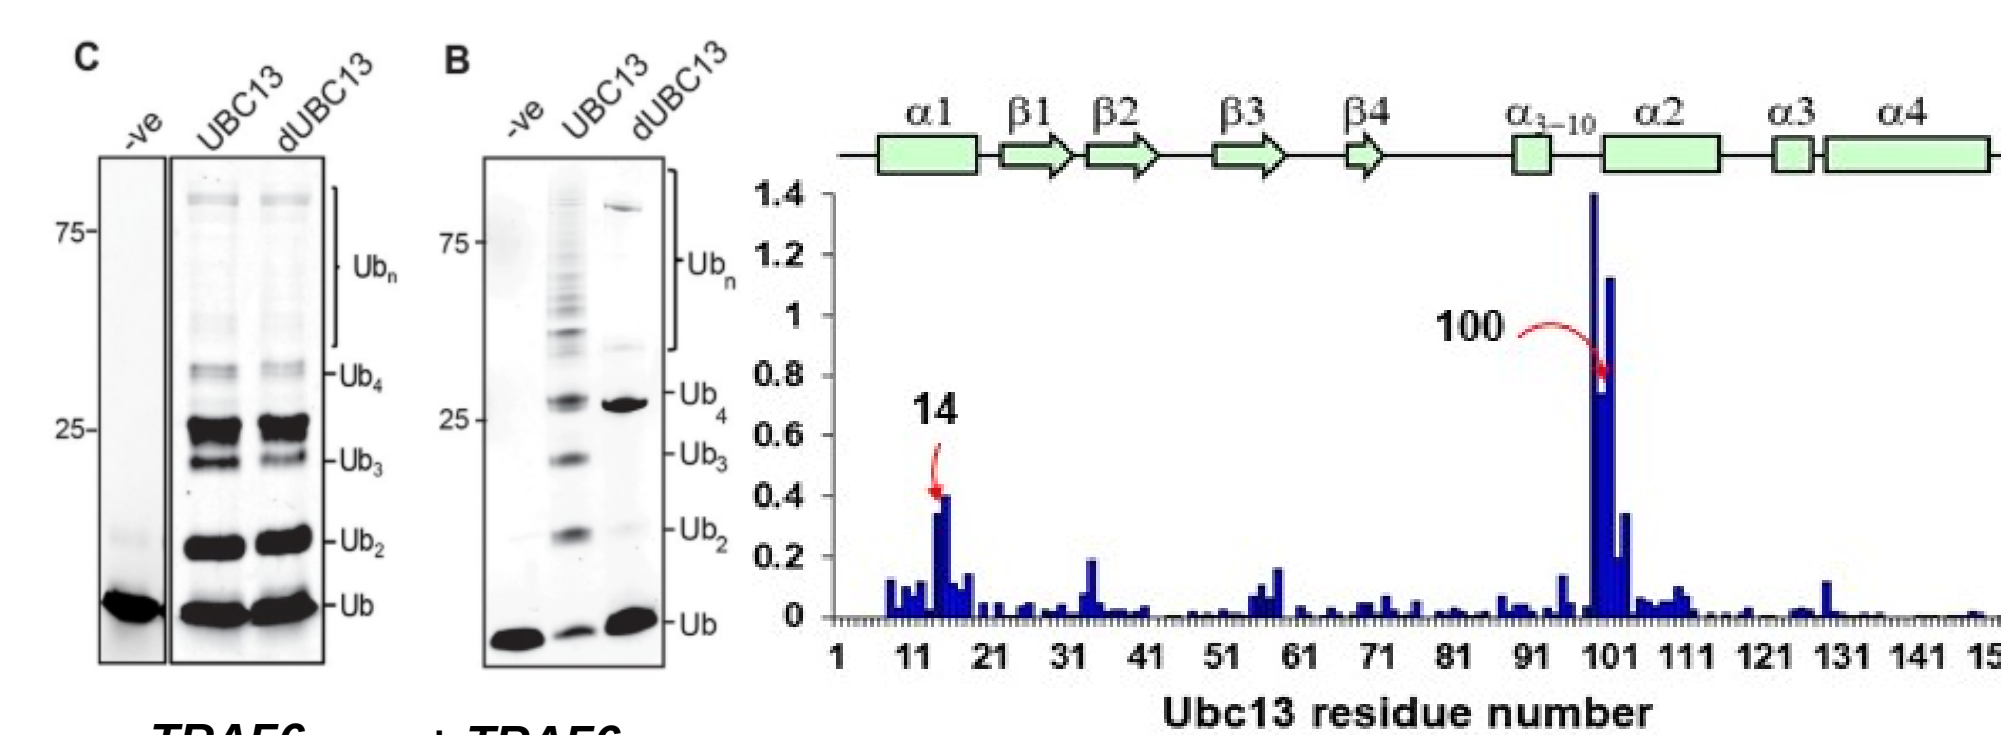 C
-ve UBC13 dUBC13
75
25
Ubn
Ub4
Ub3
Ub2
Ub
B
-ve UBC13 dUBC13
75
25
Ubn
Ub4
Ub3
Ub2
Ub
α1 β1 β2 β3 β4 α3–10 α2 α3 α4
1.4
1.2
1
0.8
0.6
0.4
0.2
0
14
100
1 11 21 31 41 51 61 71 81 91 101 111 121 131 141 15
Ubc13 residue number
TRAF6 + TRAF6